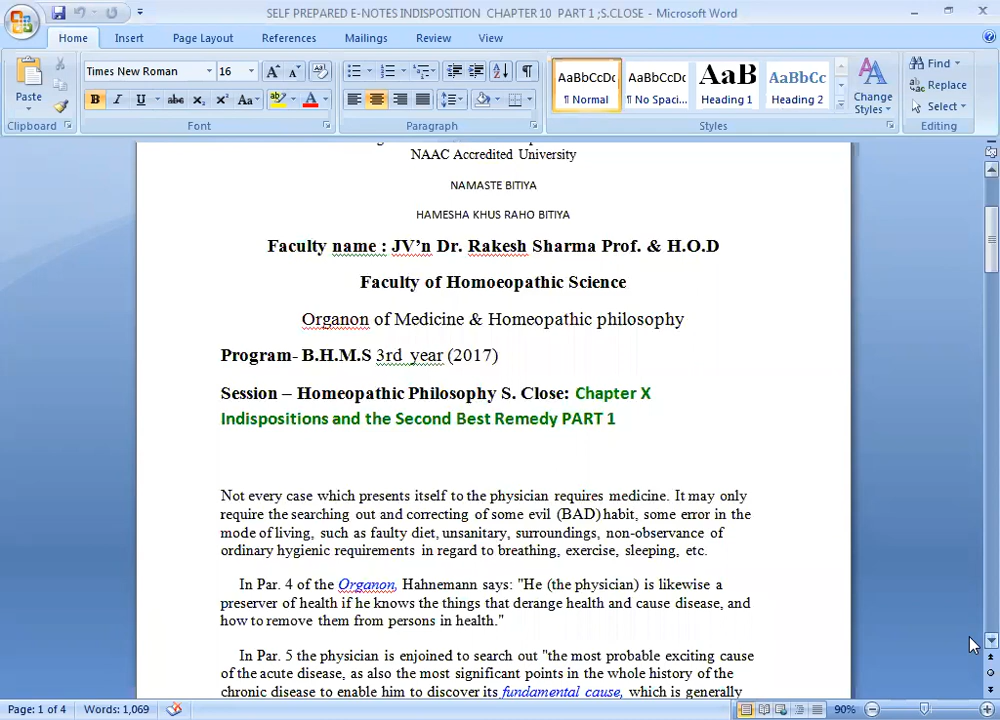 SELF PREPARED E-NOTES INDISPOSITION CHAPTER 10 PART 1 ;S.CLOSE - Microsoft Word
Home Insert Page Layout References Mailings Review View
Paste
Clipboard
Times New Roman 16
Font
Paragraph
AaBbCcDc AaBbCcDc AaB AaBbCc
¶ Normal ¶ No Spaci... Heading 1 Heading 2
Change
Styles
Styles
Find
Replace
Select
Editing
NAAC Accredited University
NAMASTE BITIYA
HAMESHA KHUS RAHO BITIYA
Faculty name : JV’n Dr. Rakesh Sharma Prof. & H.O.D
Faculty of Homoeopathic Science
Organon of Medicine & Homeopathic philosophy
Program- B.H.M.S 3rd year (2017)
Session – Homeopathic Philosophy S. Close: Chapter X
Indispositions and the Second Best Remedy PART 1
Not every case which presents itself to the physician requires medicine. It may only
require the searching out and correcting of some evil (BAD) habit, some error in the
mode of living, such as faulty diet, unsanitary, surroundings, non-observance of
ordinary hygienic requirements in regard to breathing, exercise, sleeping, etc.
In Par. 4 of the Organon, Hahnemann says: "He (the physician) is likewise a
preserver of health if he knows the things that derange health and cause disease, and
how to remove them from persons in health."
In Par. 5 the physician is enjoined to search out "the most probable exciting cause
of the acute disease, as also the most significant points in the whole history of the
chronic disease to enable him to discover its fundamental cause, which is generally
Page: 1 of 4 Words: 1,069 90%